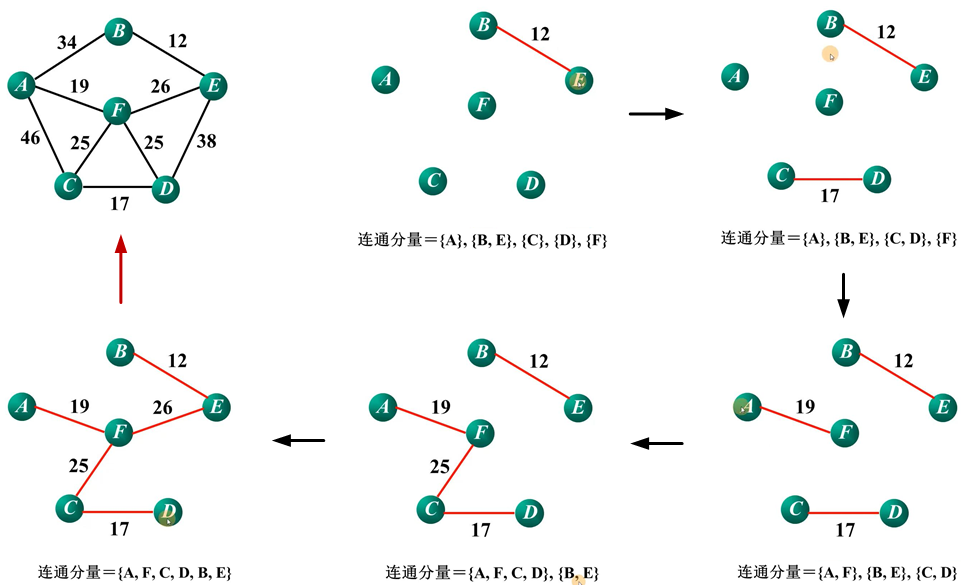 B
34
12
A
19
26
E
F
46
25
25
38
C
D
17
B
12
A
E
F
C
D
连通分量＝{A}, {B, E}, {C}, {D}, {F}
B
12
A
E
F
C
D
17
连通分量＝{A}, {B, E}, {C, D}, {F}
B
12
A
19
E
F
C
D
17
连通分量＝{A, F}, {B, E}, {C, D}
B
12
A
19
E
F
25
C
D
17
连通分量＝{A, F, C, D}, {B, E}
B
12
A
19
26
E
F
25
C
D
17
连通分量＝{A, F, C, D, B, E}